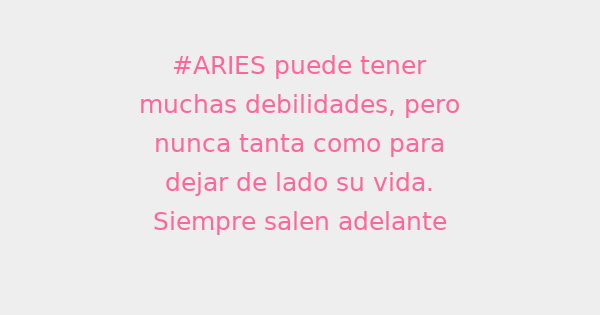 #ARIES puede tener
muchas debilidades, pero
nunca tanta como para
dejar de lado su vida.
Siempre salen adelante